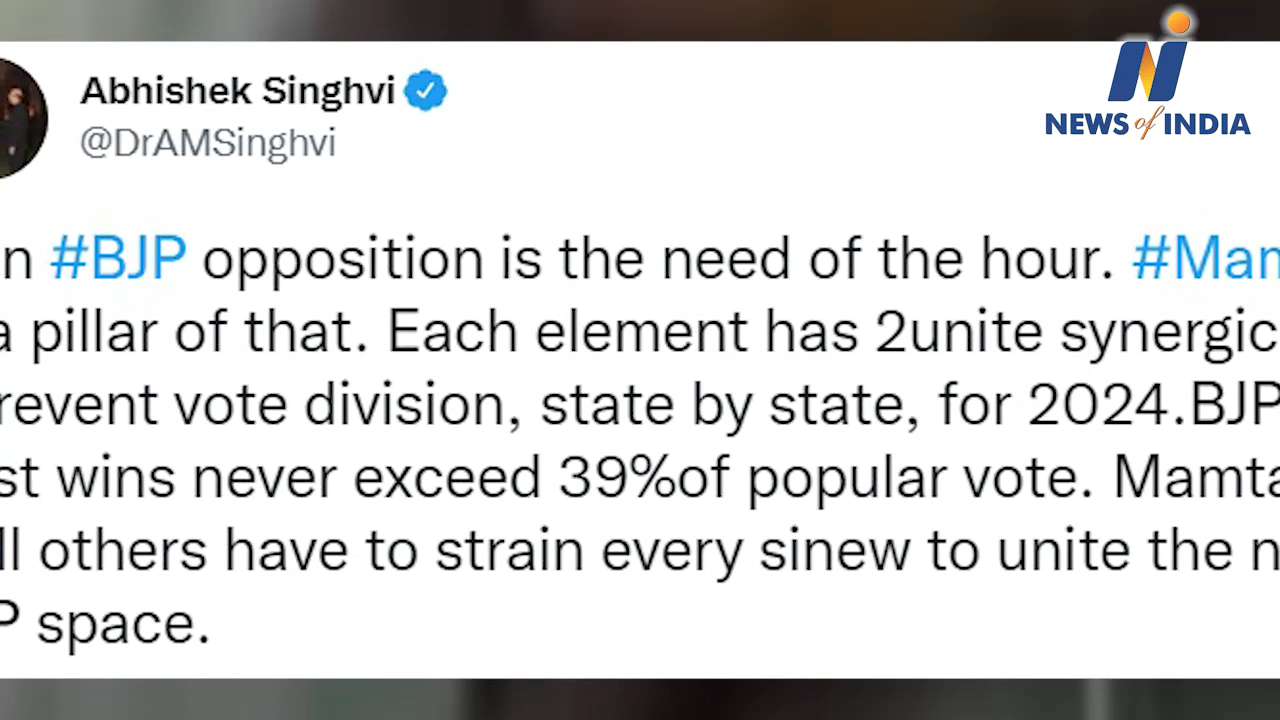 Abhishek Singhvi
@DrAMSinghvi
NEWS of INDIA
n #BJP opposition is the need of the hour. #Mam
a pillar of that. Each element has 2unite synergic
revent vote division, state by state, for 2024.BJP
st wins never exceed 39%of popular vote. Mamta
ll others have to strain every sinew to unite the n
P space.